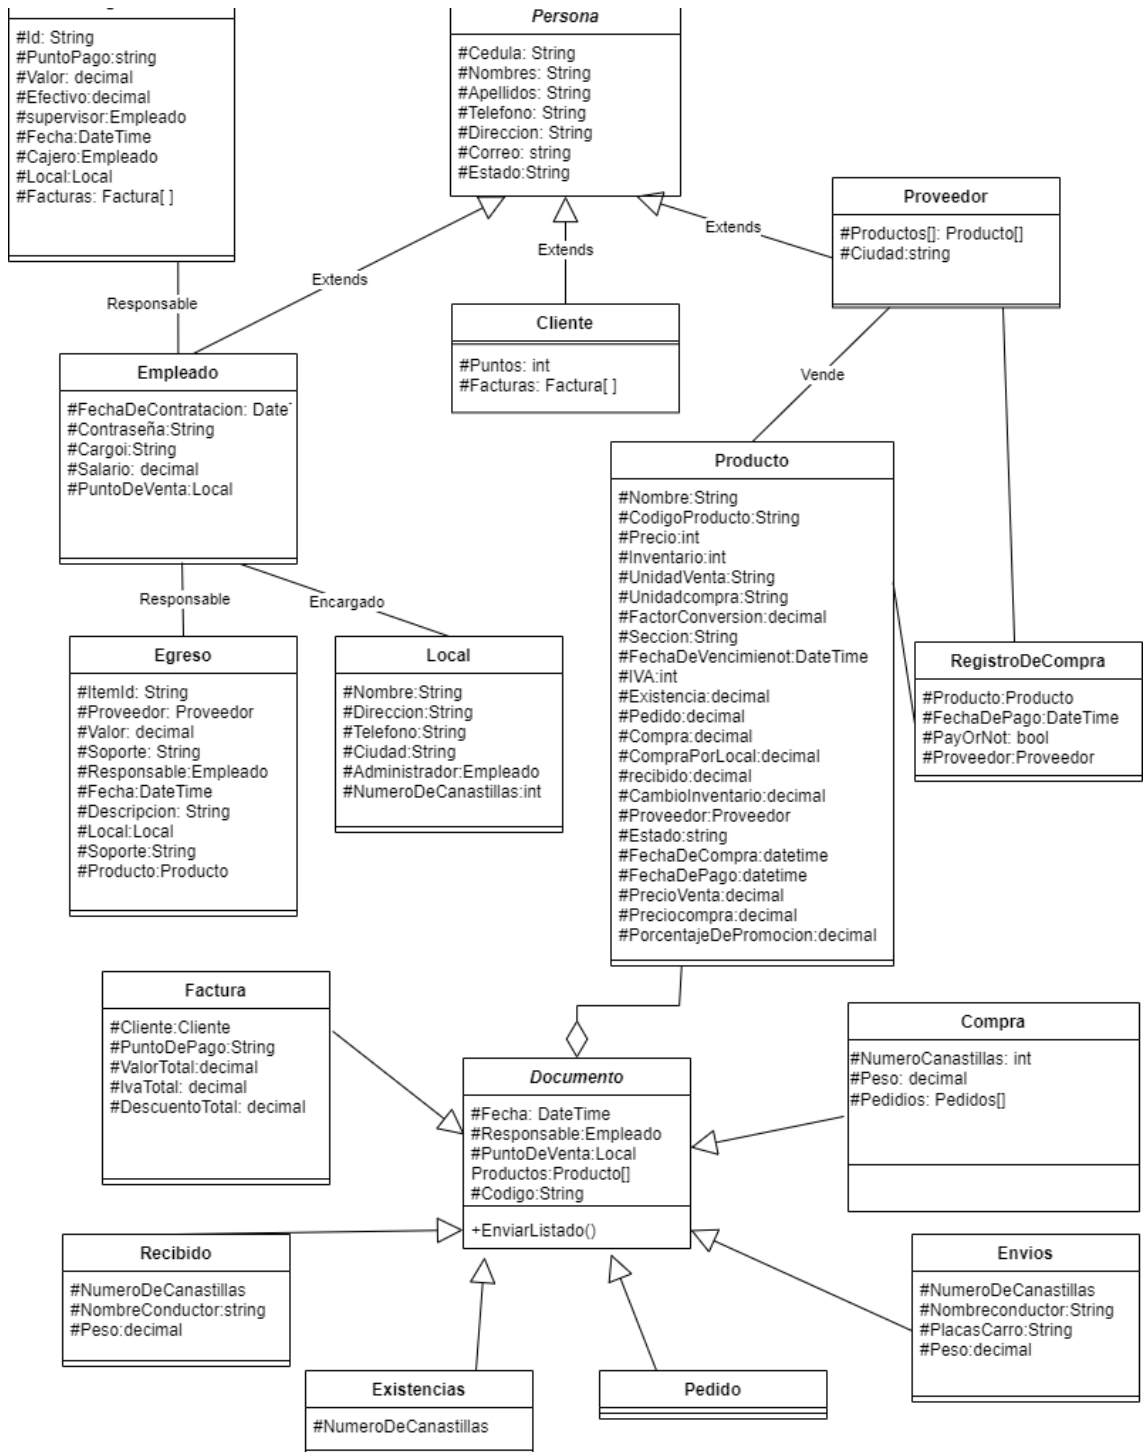 #Id: String
#PuntoPago:string
#Valor: decimal
#Efectivo:decimal
#supervisor:Empleado
#Fecha:DateTime
#Cajero:Empleado
#Local:Local
#Facturas: Factura[ ]
Persona
#Cedula: String
#Nombres: String
#Apellidos: String
#Telefono: String
#Direccion: String
#Correo: string
#Estado:String
Proveedor
#Productos[]: Producto[]
#Ciudad:string
Extends
Extends
Extends
Responsable
Cliente
#Puntos: int
#Facturas: Factura[ ]
Vende
Empleado
#FechaDeContratacion: Date
#Contraseña:String
#Cargoi:String
#Salario: decimal
#PuntoDeVenta:Local
Producto
#Nombre:String
#CodigoProducto:String
#Precio:int
#Inventario:int
#UnidadVenta:String
#Unidadcompra:String
#FactorConversion:decimal
#Seccion:String
#FechaDeVencimienot:DateTime
#IVA:int
#Existencia:decimal
#Pedido:decimal
#Compra:decimal
#CompraPorLocal:decimal
#recibido:decimal
#CambioInventario:decimal
#Proveedor:Proveedor
#Estado:string
#FechaDeCompra:datetime
#FechaDePago:datetime
#PrecioVenta:decimal
#Preciocompra:decimal
#PorcentajeDePromocion:decimal
Responsable
Encargado
Egreso
#ItemId: String
#Proveedor: Proveedor
#Valor: decimal
#Soporte: String
#Responsable:Empleado
#Fecha:DateTime
#Descripcion: String
#Local:Local
#Soporte:String
#Producto:Producto
Local
#Nombre:String
#Direccion:String
#Telefono:String
#Ciudad:String
#Administrador:Empleado
#NumeroDeCanastillas:int
RegistroDeCompra
#Producto:Producto
#FechaDePago:DateTime
#PayOrNot: bool
#Proveedor:Proveedor
Factura
#Cliente:Cliente
#PuntoDePago:String
#ValorTotal:decimal
#IvaTotal: decimal
#DescuentoTotal: decimal
Documento
#Fecha: DateTime
#Responsable:Empleado
#PuntoDeVenta:Local
Productos:Producto[]
#Codigo:String
+EnviarListado()
Compra
#NumeroCanastillas: int
#Peso: decimal
#Pedidios: Pedidos[]
Recibido
#NumeroDeCanastillas
#NombreConductor:string
#Peso:decimal
Envios
#NumeroDeCanastillas
#Nombreconductor:String
#PlacasCarro:String
#Peso:decimal
Existencias
#NumeroDeCanastillas
Pedido